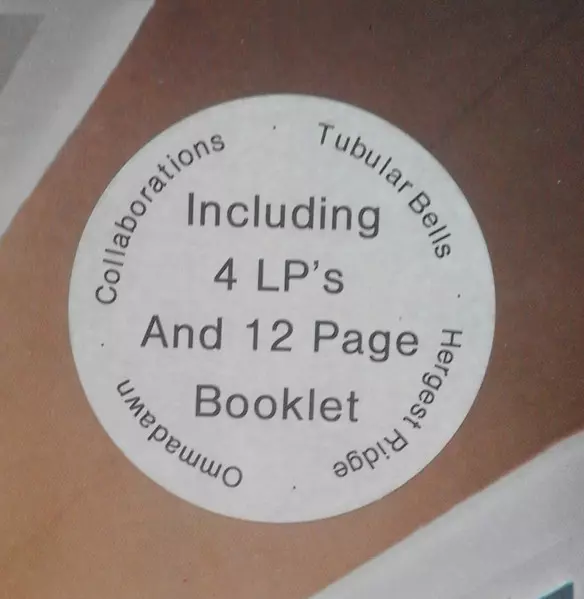 Collaborations
Tubular Bells
Hergest Ridge
Ommadawn
Including
4 LP's
And 12 Page
Booklet